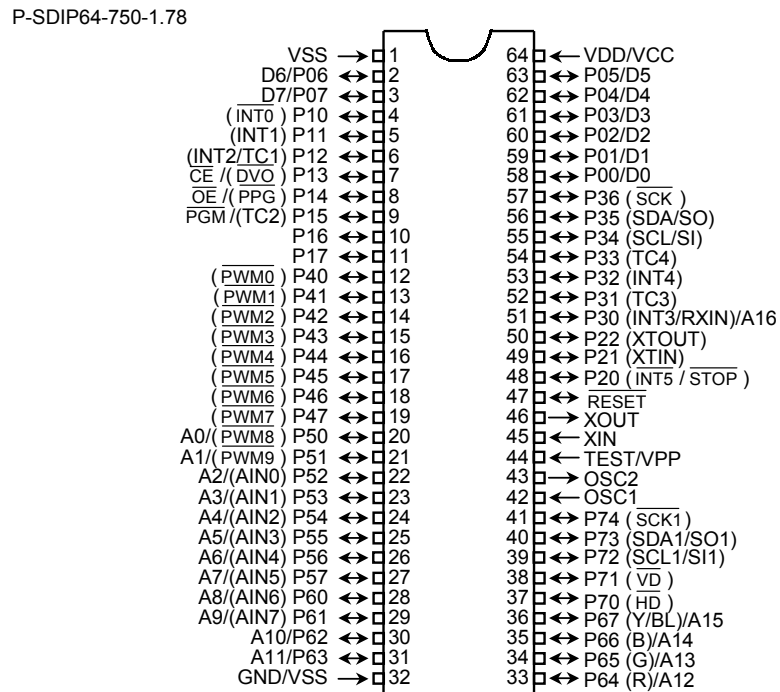 P-SDIP64-750-1.78
VSS 1 64 VDD/VCC
D6/P06 2 63 P05/D5
D7/P07 3 62 P04/D4
(INT0) P10 4 61 P03/D3
(INT1) P11 5 60 P02/D2
(INT2/TC1) P12 6 59 P01/D1
CE /(DVO) P13 7 58 P00/D0
OE /(PPG) P14 8 57 P36 (SCK)
PGM /(TC2) P15 9 56 P35 (SDA/SO)
P16 10 55 P34 (SCL/SI)
P17 11 54 P33 (TC4)
(PWM0) P40 12 53 P32 (INT4)
(PWM1) P41 13 52 P31 (TC3)
(PWM2) P42 14 51 P30 (INT3/RXIN)/A16
(PWM3) P43 15 50 P22 (XTOUT)
(PWM4) P44 16 49 P21 (XTIN)
(PWM5) P45 17 48 P20 (INT5 / STOP)
(PWM6) P46 18 47 RESET
(PWM7) P47 19 46 XOUT
A0/(PWM8) P50 20 45 XIN
A1/(PWM9) P51 21 44 TEST/VPP
A2/(AIN0) P52 22 43 OSC2
A3/(AIN1) P53 23 42 OSC1
A4/(AIN2) P54 24 41 P74 (SCK1)
A5/(AIN3) P55 25 40 P73 (SDA1/SO1)
A6/(AIN4) P56 26 39 P72 (SCL1/SI1)
A7/(AIN5) P57 27 38 P71 (VD)
A8/(AIN6) P60 28 37 P70 (HD)
A9/(AIN7) P61 29 36 P67 (Y/BL)/A15
A10/P62 30 35 P66 (B)/A14
A11/P63 31 34 P65 (G)/A13
GND/VSS 32 33 P64 (R)/A12